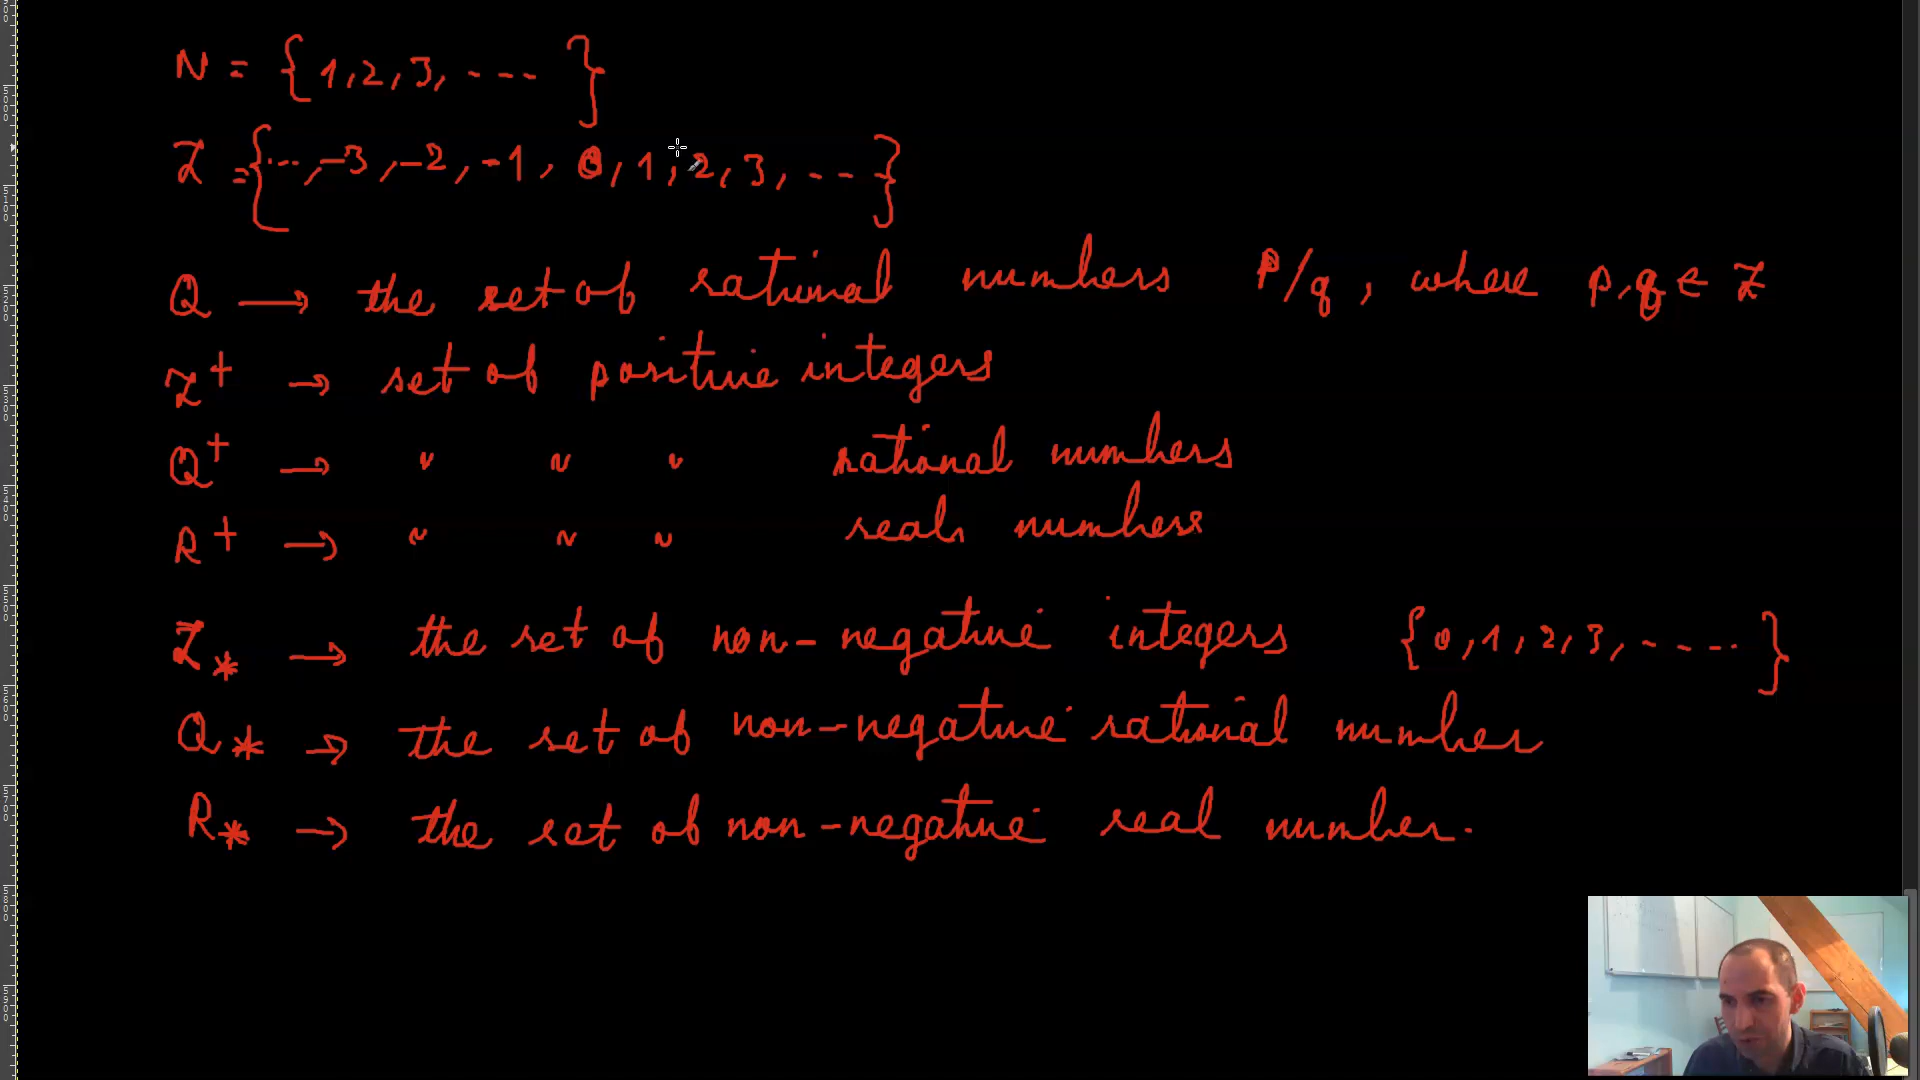 N = {1,2,3, ---- }
Z = {..., -3, -2, -1, 0, 1, 2, 3, ---}
Q → the set of rational numbers P/q, where p,q ∈ Z
Z+ → set of positive integers
Q+ → " " " rational numbers
R+ → " " " reals numbers
Z* → the set of non-negative integers {0,1,2,3,-----}
Q* → the set of non-negative rational number
R* → the set of non-negative real number.